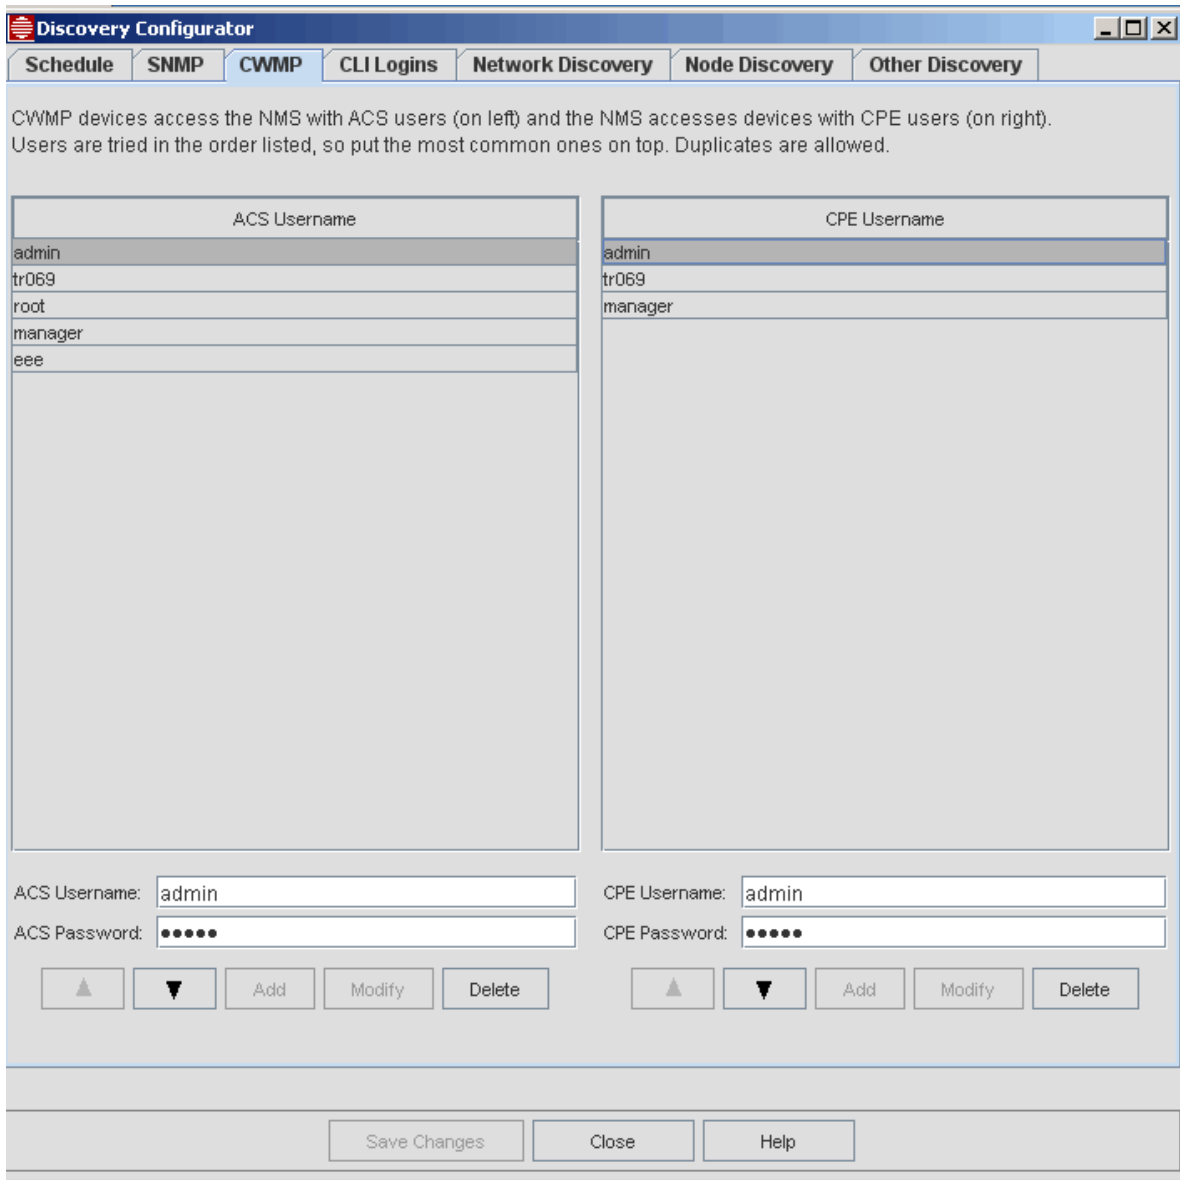 Discovery Configurator
Schedule SNMP CWMP CLI Logins Network Discovery Node Discovery Other Discovery
CWMP devices access the NMS with ACS users (on left) and the NMS accesses devices with CPE users (on right).
Users are tried in the order listed, so put the most common ones on top. Duplicates are allowed.
ACS Username CPE Username
admin admin
tr069 tr069
root manager
manager
eee
ACS Username: admin CPE Username: admin
ACS Password: ••••• CPE Password: •••••
▲ ▼ Add Modify Delete ▲ ▼ Add Modify Delete
Save Changes Close Help